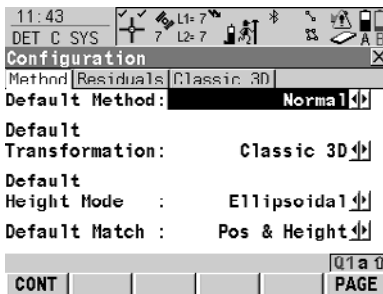 11:43
DET C SYS
7
L1= 7
L2= 7
A B
Configuration
X
Method Residuals Classic 3D
Default Method: Normal
Default
Transformation: Classic 3D
Default
Height Mode : Ellipsoidal
Default Match : Pos & Height
Q1 a
CONT PAGE